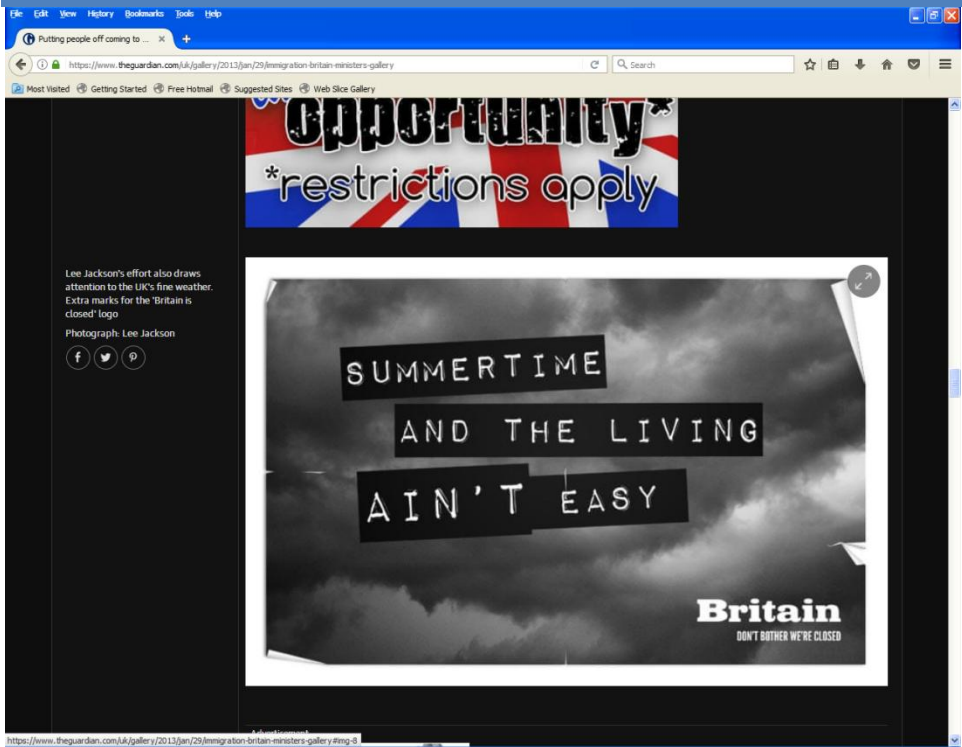 File Edit View History Bookmarks Tools Help
Putting people off coming to ...
https://www.theguardian.com/uk/gallery/2013/jan/29/immigration-britain-ministers-gallery
Search
Most Visited Getting Started Free Hotmail Suggested Sites Web Slice Gallery
opportunity*
*restrictions apply
Lee Jackson's effort also draws
attention to the UK's fine weather.
Extra marks for the 'Britain is
closed' logo
Photograph: Lee Jackson
SUMMERTIME
AND THE LIVING
AIN'T EASY
Britain
DON'T BOTHER WE'RE CLOSED
Advertisement
https://www.theguardian.com/uk/gallery/2013/jan/29/immigration-britain-ministers-gallery#img-8